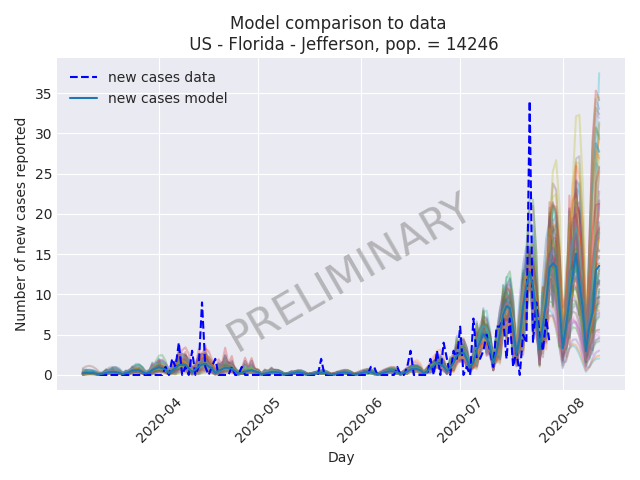 Model comparison to data
US - Florida - Jefferson, pop. = 14246
new cases data
new cases model
Number of new cases reported
35
30
25
20
15
10
5
0
PRELIMINARY
2020-04
2020-05
2020-06
2020-07
2020-08
Day